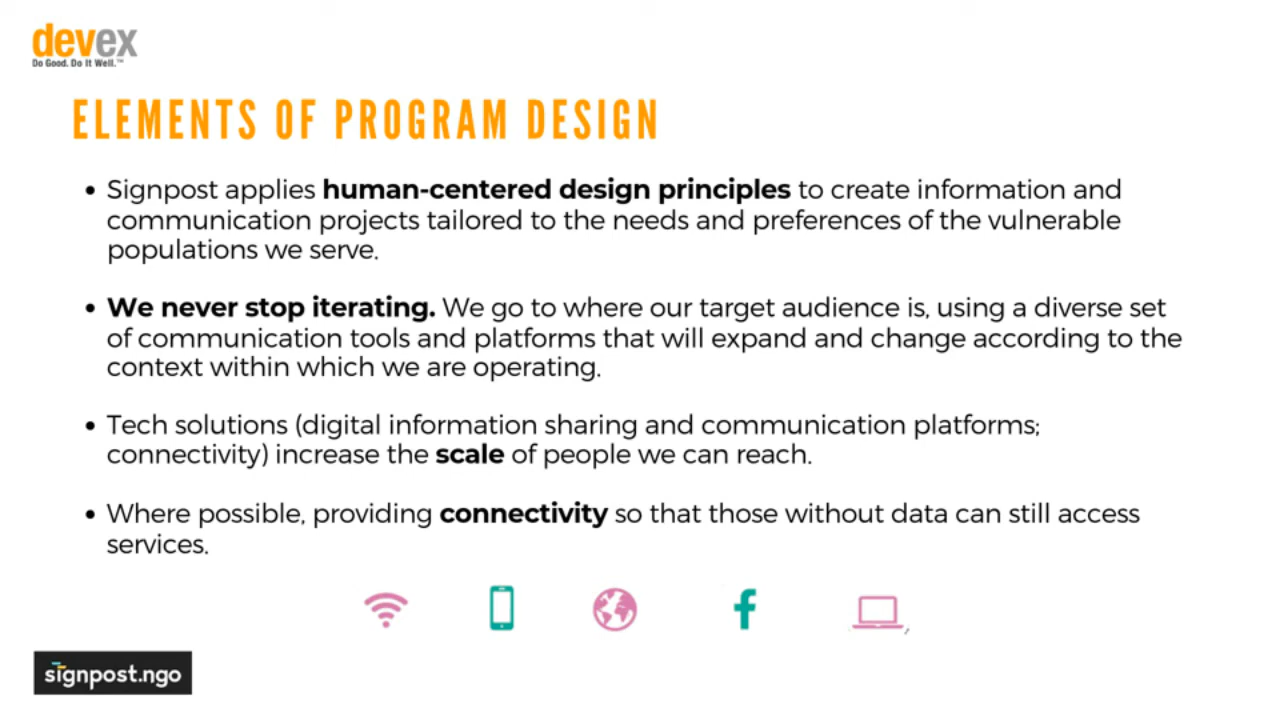 devex
Do Good. Do It Well.™
ELEMENTS OF PROGRAM DESIGN
• Signpost applies human-centered design principles to create information and
communication projects tailored to the needs and preferences of the vulnerable
populations we serve.
• We never stop iterating. We go to where our target audience is, using a diverse set
of communication tools and platforms that will expand and change according to the
context within which we are operating.
• Tech solutions (digital information sharing and communication platforms;
connectivity) increase the scale of people we can reach.
• Where possible, providing connectivity so that those without data can still access
services.
signpost.ngo